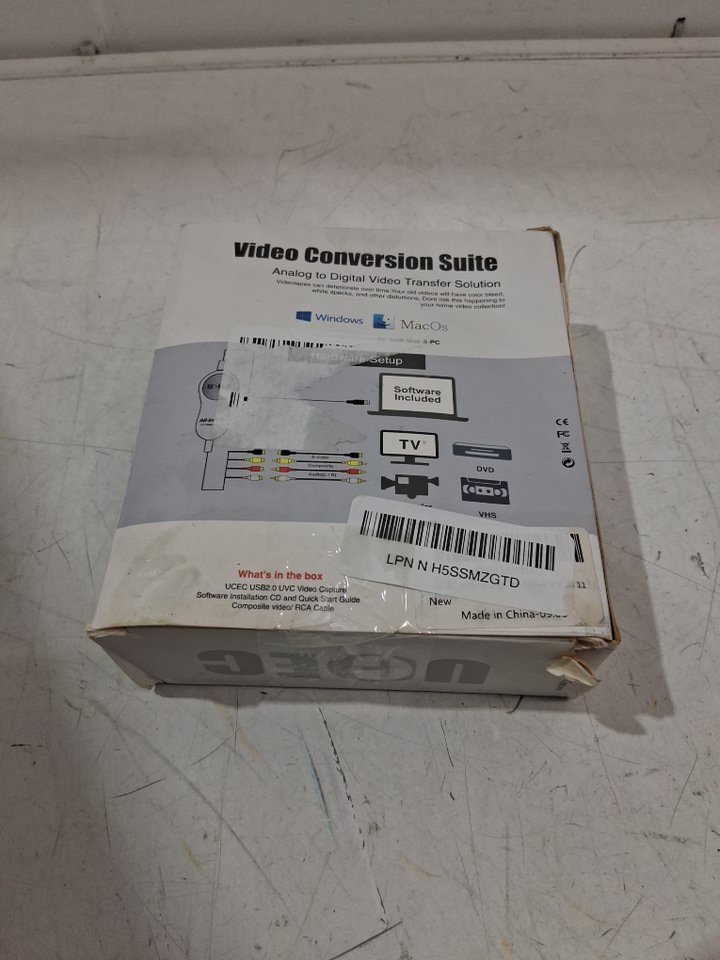 Video Conversion Suite
Analog to Digital Video Transfer Solution
Videotapes can deteriorate over time.Your old videos will have color bleed,
white specks, and other distortions, Dont risk this happening to
your home video collection!
Windows
MacOs
both Mac & PC
Hardware Setup
Software
Included
S-video
Composite
Audio(L/R)
TV
DVD
VHS
CE
FC
LPN N H5SSMZGTD
11
New
Made in China
What's in the box
UCEC USB2.0 UVC Video Capture
Software installation CD and Quick Start Guide
Composite video/ RCA Cable
UCEC